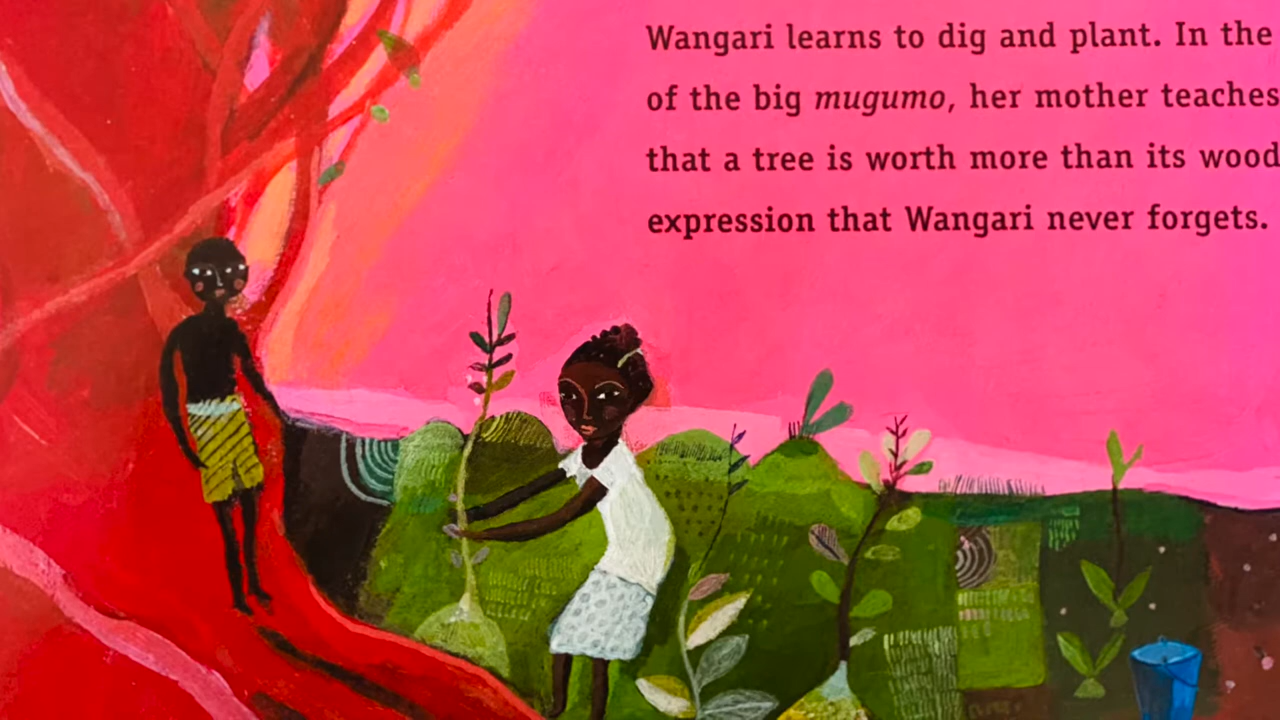 Wangari learns to dig and plant. In the
of the big mugumo, her mother teaches
that a tree is worth more than its wood
expression that Wangari never forgets.